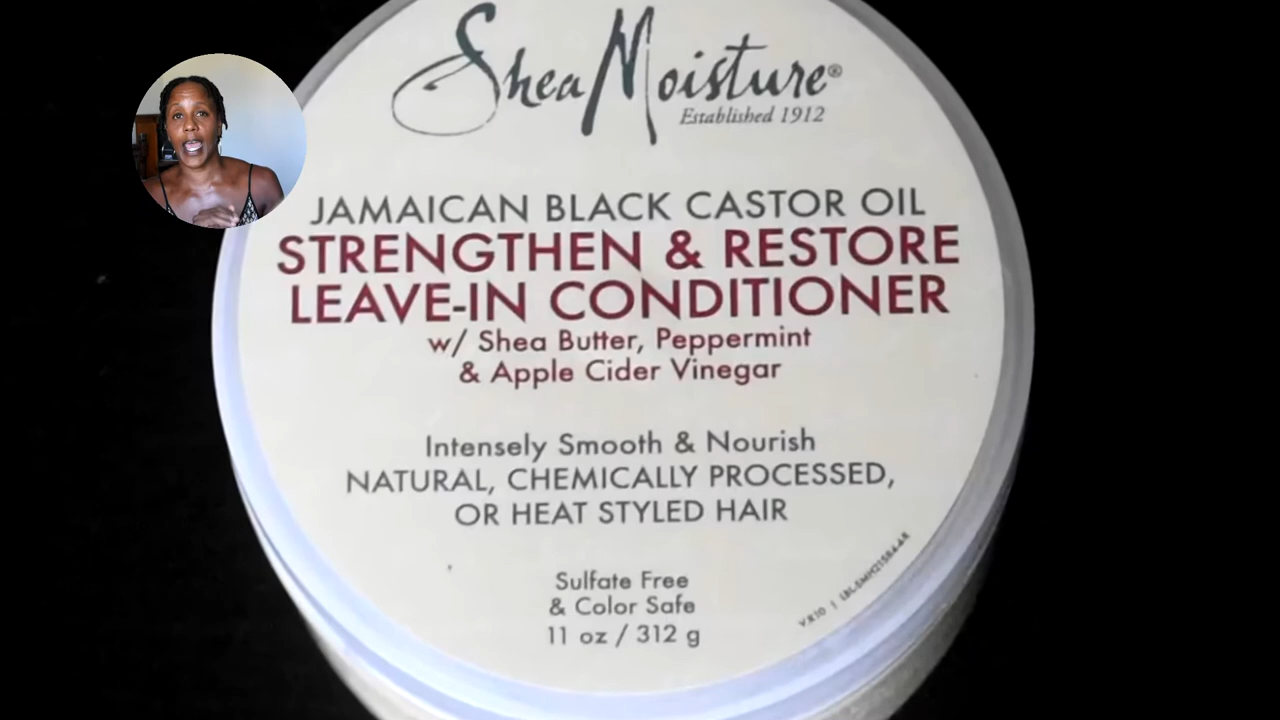 SheaMoisture®
Established 1912
JAMAICAN BLACK CASTOR OIL
STRENGTHEN & RESTORE
LEAVE-IN CONDITIONER
w/ Shea Butter, Peppermint
& Apple Cider Vinegar
Intensely Smooth & Nourish
NATURAL, CHEMICALLY PROCESSED,
OR HEAT STYLED HAIR
Sulfate Free
& Color Safe
11 oz / 312 g